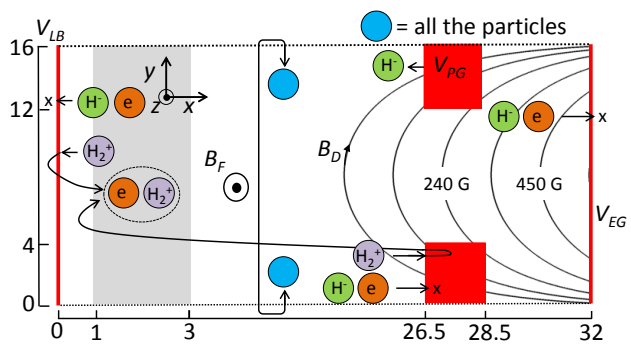 V_LB
= all the particles
16
y
H⁻
V_PG
H⁻
e
z
x
x
12
H⁻
e
x
H₂⁺
B_D
B_F
e
H₂⁺
240 G
450 G
V_EG
4
H₂⁺
H⁻
e
x
0
0
1
3
26.5
28.5
32